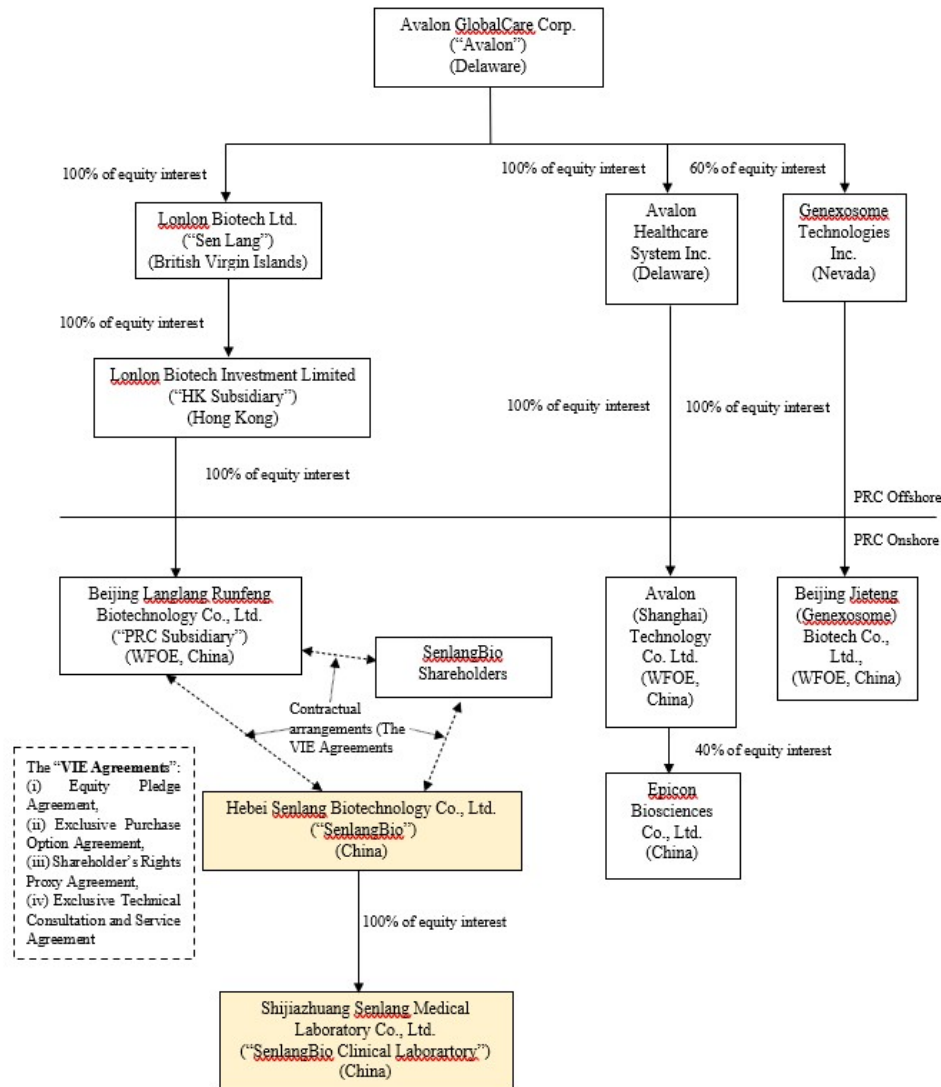 Avalon GlobalCare Corp.
(“Avalon”)
(Delaware)
100% of equity interest
100% of equity interest
60% of equity interest
Lonlon Biotech Ltd.
(“Sen Lang”)
(British Virgin Islands)
Avalon
Healthcare
System Inc.
(Delaware)
Genexosome
Technologies
Inc.
(Nevada)
100% of equity interest
Lonlon Biotech Investment Limited
(“HK Subsidiary”)
(Hong Kong)
100% of equity interest
100% of equity interest
100% of equity interest
PRC Offshore
PRC Onshore
Beijing Langlang Runfeng
Biotechnology Co., Ltd.
(“PRC Subsidiary”)
(WFOE, China)
SenlangBio
Shareholders
Avalon
(Shanghai)
Technology
Co. Ltd.
(WFOE,
China)
Beijing Jieteng
(Genexosome)
Biotech Co.,
Ltd.,
(WFOE, China)
Contractual
arrangements (The
VIE Agreements
40% of equity interest
The “VIE Agreements”:
(i) Equity Pledge
Agreement,
(ii) Exclusive Purchase
Option Agreement,
(iii) Shareholder’s Rights
Proxy Agreement,
(iv) Exclusive Technical
Consultation and Service
Agreement
Hebei Senlang Biotechnology Co., Ltd.
(“SenlangBio”)
(China)
Epicon
Biosciences
Co., Ltd.
(China)
100% of equity interest
Shijiazhuang Senlang Medical
Laboratory Co., Ltd.
(“SenlangBio Clinical Laborartory”)
(China)